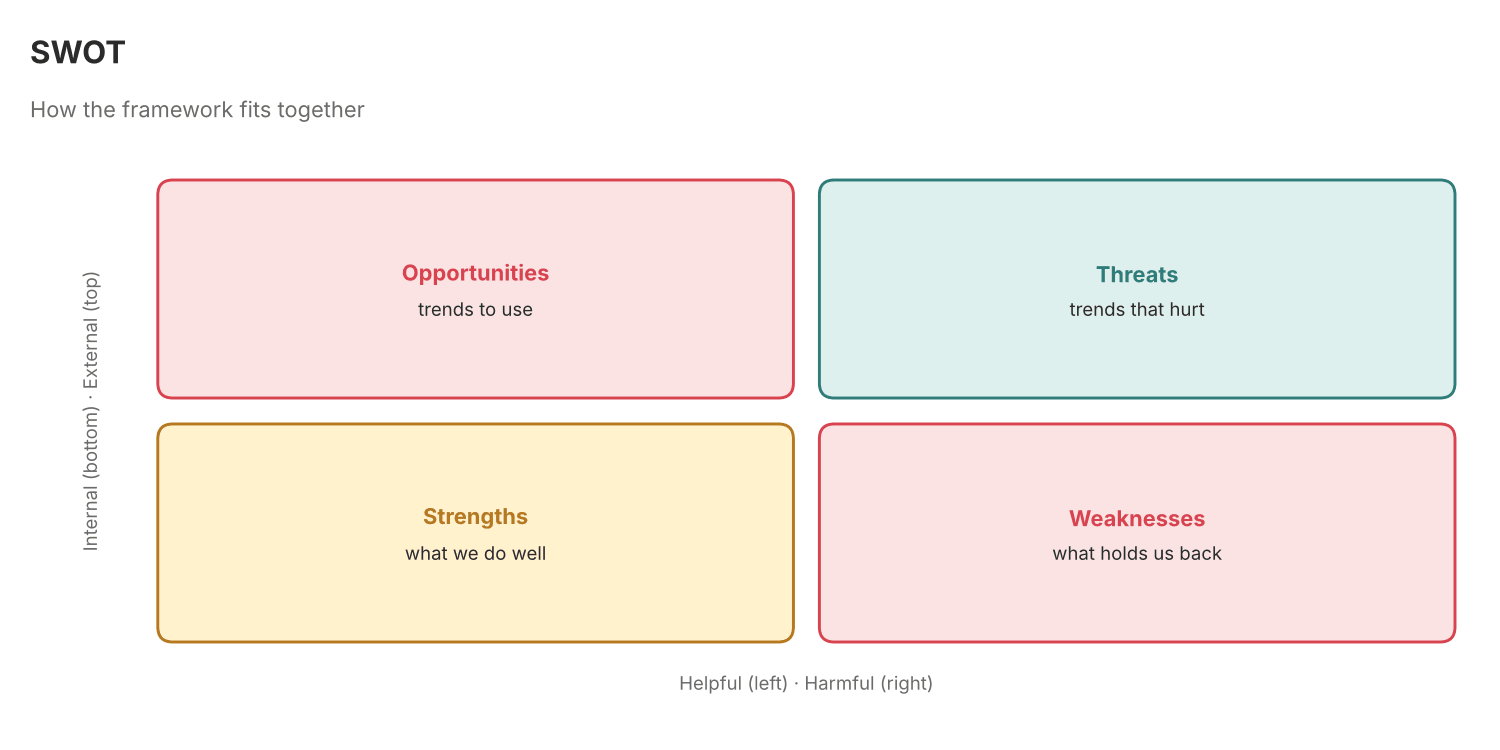 SWOT
How the framework fits together
Internal (bottom) · External (top)
Opportunities
trends to use
Threats
trends that hurt
Strengths
what we do well
Weaknesses
what holds us back
Helpful (left) · Harmful (right)